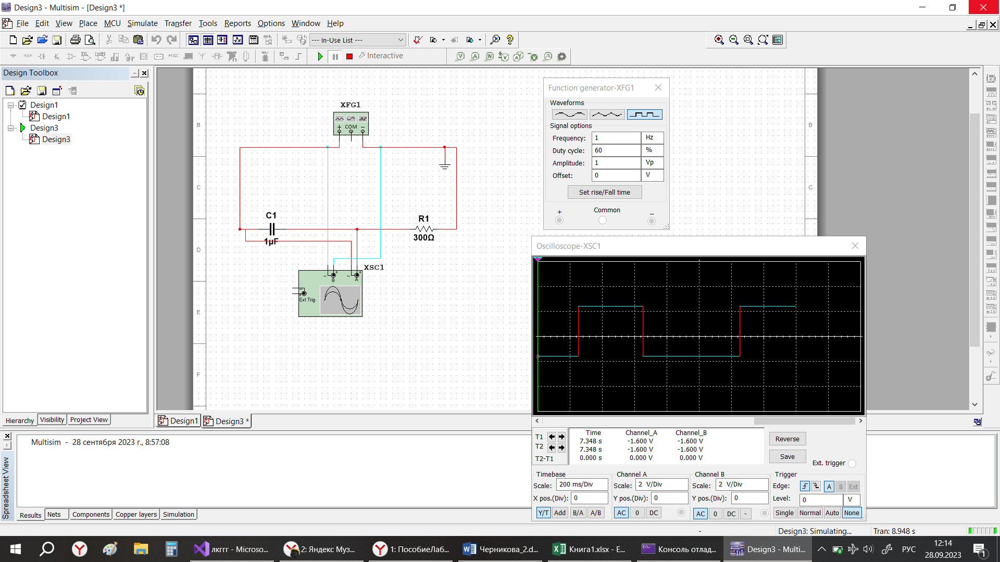 Design3 - Multisim - [Design3 *]
File Edit View Place MCU Simulate Transfer Tools Reports Options Window Help
--- In-Use List ---
MISC
Interactive
Design Toolbox
Design1
Design1
Design3
Design3
Hierarchy Visibility Project View
B
C
D
E
F
B
C
XFG1
+ COM −
C1
1µF
R1
300Ω
XSC1
B
A
Ext Trig
Function generator-XFG1
Waveforms
Signal options
Frequency: 1 Hz
Duty cycle: 60 %
Amplitude: 1 Vp
Offset: 0 V
Set rise/Fall time
+ Common −
Oscilloscope-XSC1
Time Channel_A Channel_B
T1 7.348 s -1.600 V -1.600 V
T2 7.348 s -1.600 V -1.600 V
T2-T1 0.000 s 0.000 V 0.000 V
Reverse
Save
Ext. trigger
Timebase
Scale: 200 ms/Div
X pos.(Div): 0
Y/T Add B/A A/B
Channel A
Scale: 2 V/Div
Y pos.(Div): 0
AC 0 DC
Channel B
Scale: 2 V/Div
Y pos.(Div): 0
AC 0 DC -
Trigger
Edge: A B Ext
Level: 0 V
Single Normal Auto None
Design1 Design3 *
Spreadsheet View
Multisim - 28 сентября 2023 г., 8:57:08
Results Nets Components Copper layers Simulation
- Design3: Simulating... Tran: 8.948 s
лкггг - Microso...
2: Яндекс Муз...
1: ПособиеЛаб...
Черникова_2.d...
Книга1.xlsx - E...
Консоль отлад...
Design3 - Multi...
РУС
12:14
28.09.2023
1